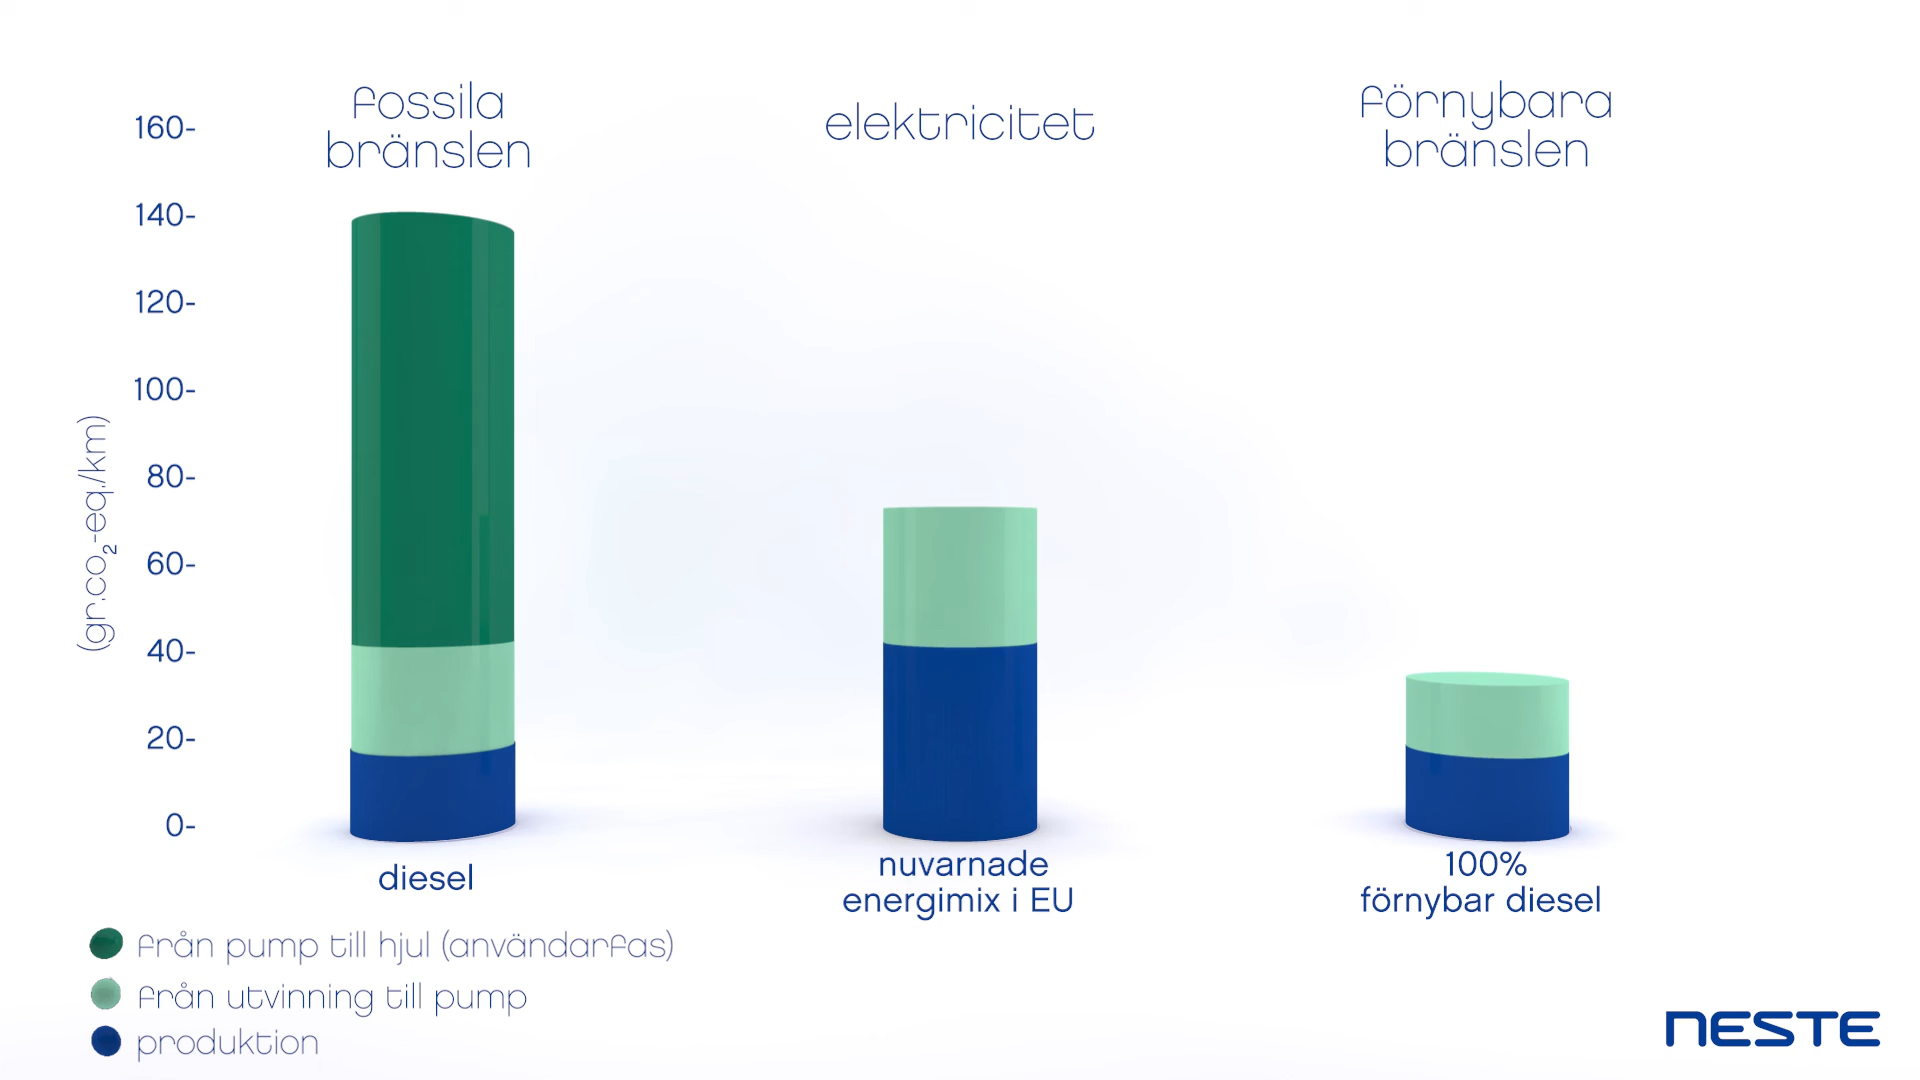 fossila
bränslen
elektricitet
förnybara
bränslen
160-
140-
120-
100-
80-
60-
40-
20-
0-
(gr.co₂-eq./km)
diesel
nuvarnade
energimix i EU
100%
förnybar diesel
från pump till hjul (användarfas)
från utvinning till pump
produktion
NESTE